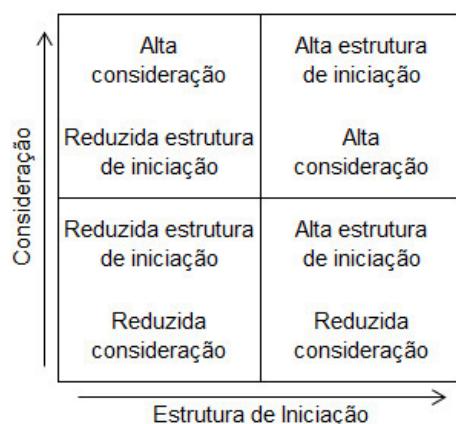 Consideração
Alta
consideração
Reduzida estrutura
de iniciação
Alta estrutura
de iniciação
Alta
consideração
Reduzida estrutura
de iniciação
Reduzida
consideração
Alta estrutura
de iniciação
Reduzida
consideração
Estrutura de Iniciação